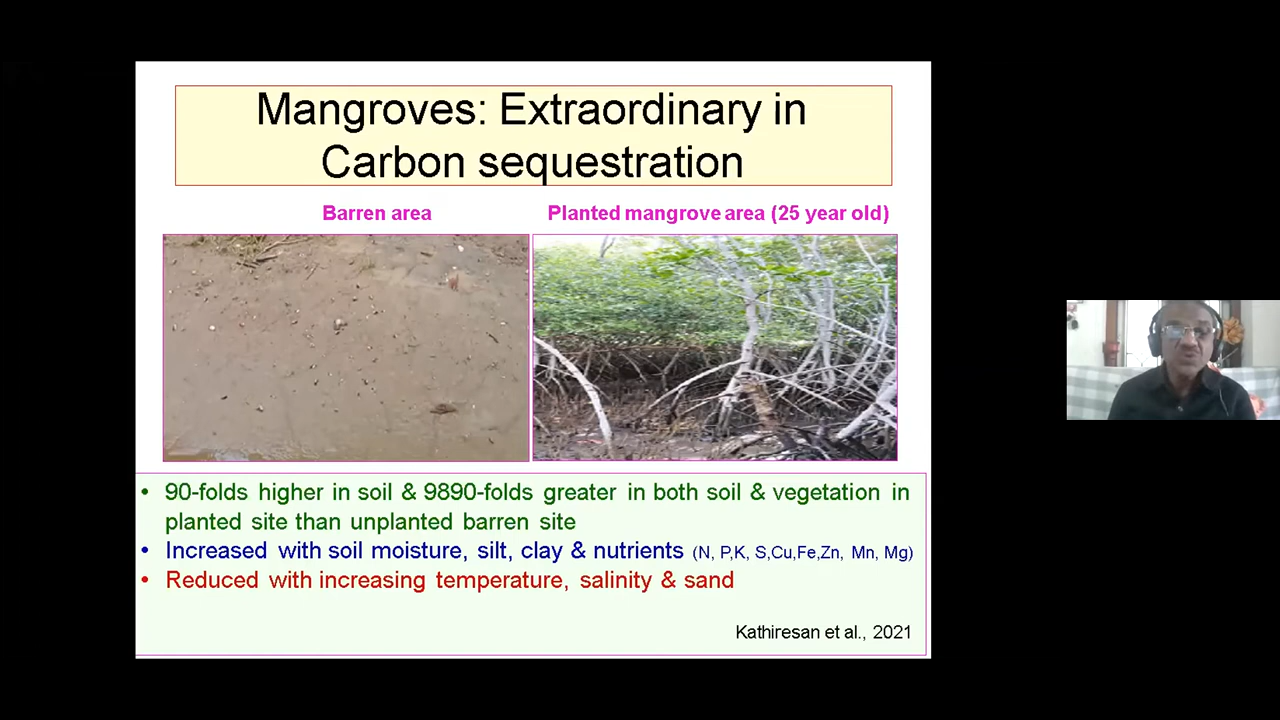 Mangroves: Extraordinary in
Carbon sequestration
Barren area
Planted mangrove area (25 year old)
• 90-folds higher in soil & 9890-folds greater in both soil & vegetation in
planted site than unplanted barren site
• Increased with soil moisture, silt, clay & nutrients (N, P,K, S,Cu,Fe,Zn, Mn, Mg)
• Reduced with increasing temperature, salinity & sand
Kathiresan et al., 2021